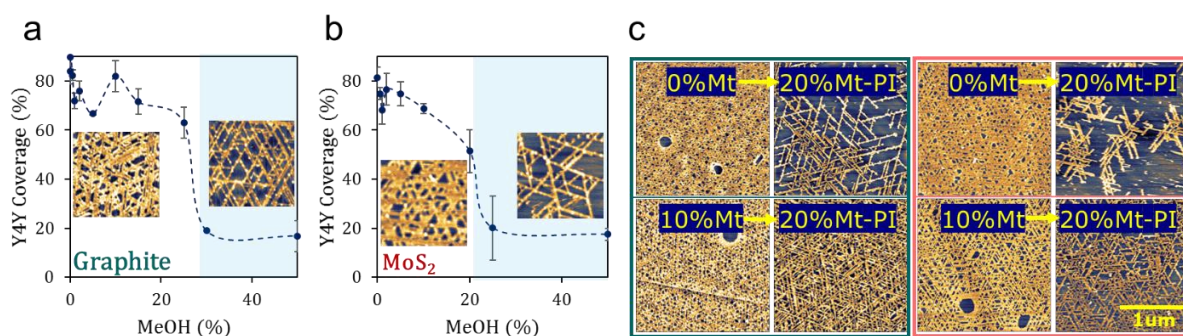 a
b
c
Y4Y Coverage (%)
80
60
40
20
0
0
20
40
MeOH (%)
Graphite
Y4Y Coverage (%)
80
60
40
20
0
0
20
40
MeOH (%)
MoS₂
0%Mt
20%Mt-PI
0%Mt
20%Mt-PI
10%Mt
20%Mt-PI
10%Mt
20%Mt-PI
1um